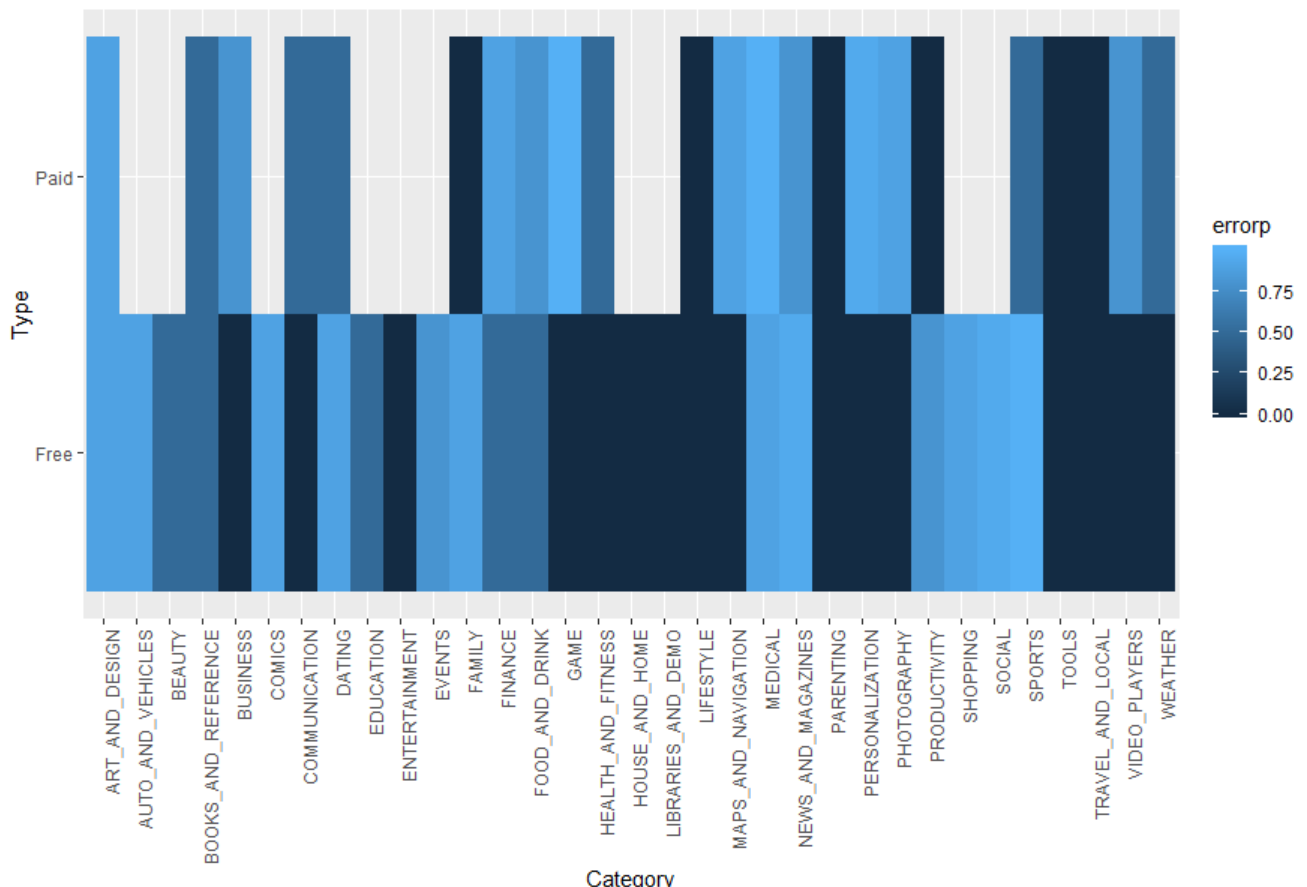 Type
Paid
Free
ART_AND_DESIGN
AUTO_AND_VEHICLES
BEAUTY
BOOKS_AND_REFERENCE
BUSINESS
COMICS
COMMUNICATION
DATING
EDUCATION
ENTERTAINMENT
EVENTS
FAMILY
FINANCE
FOOD_AND_DRINK
GAME
HEALTH_AND_FITNESS
HOUSE_AND_HOME
LIBRARIES_AND_DEMO
LIFESTYLE
MAPS_AND_NAVIGATION
MEDICAL
NEWS_AND_MAGAZINES
PARENTING
PERSONALIZATION
PHOTOGRAPHY
PRODUCTIVITY
SHOPPING
SOCIAL
SPORTS
TOOLS
TRAVEL_AND_LOCAL
VIDEO_PLAYERS
WEATHER
Category
errorp
0.75
0.50
0.25
0.00